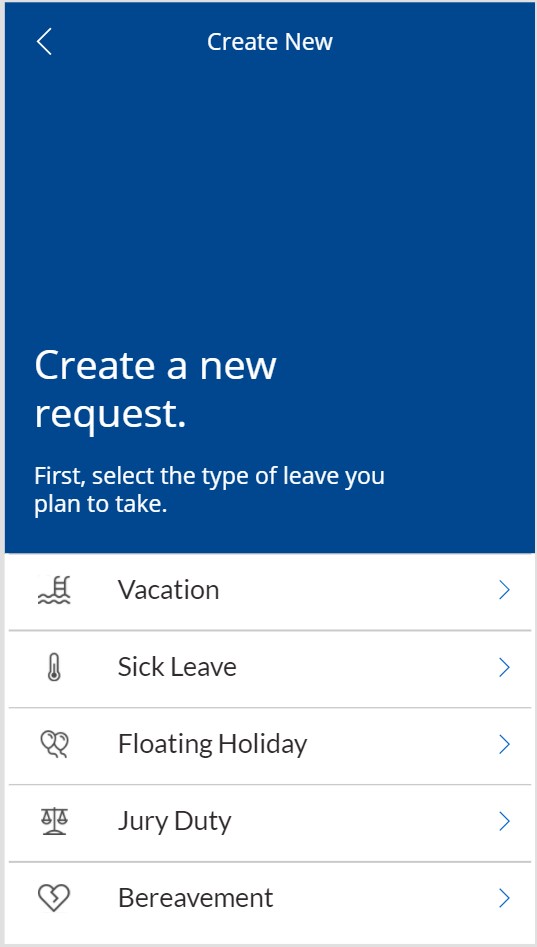 Create New
Create a new
request.
First, select the type of leave you
plan to take.
Vacation
Sick Leave
Floating Holiday
Jury Duty
Bereavement